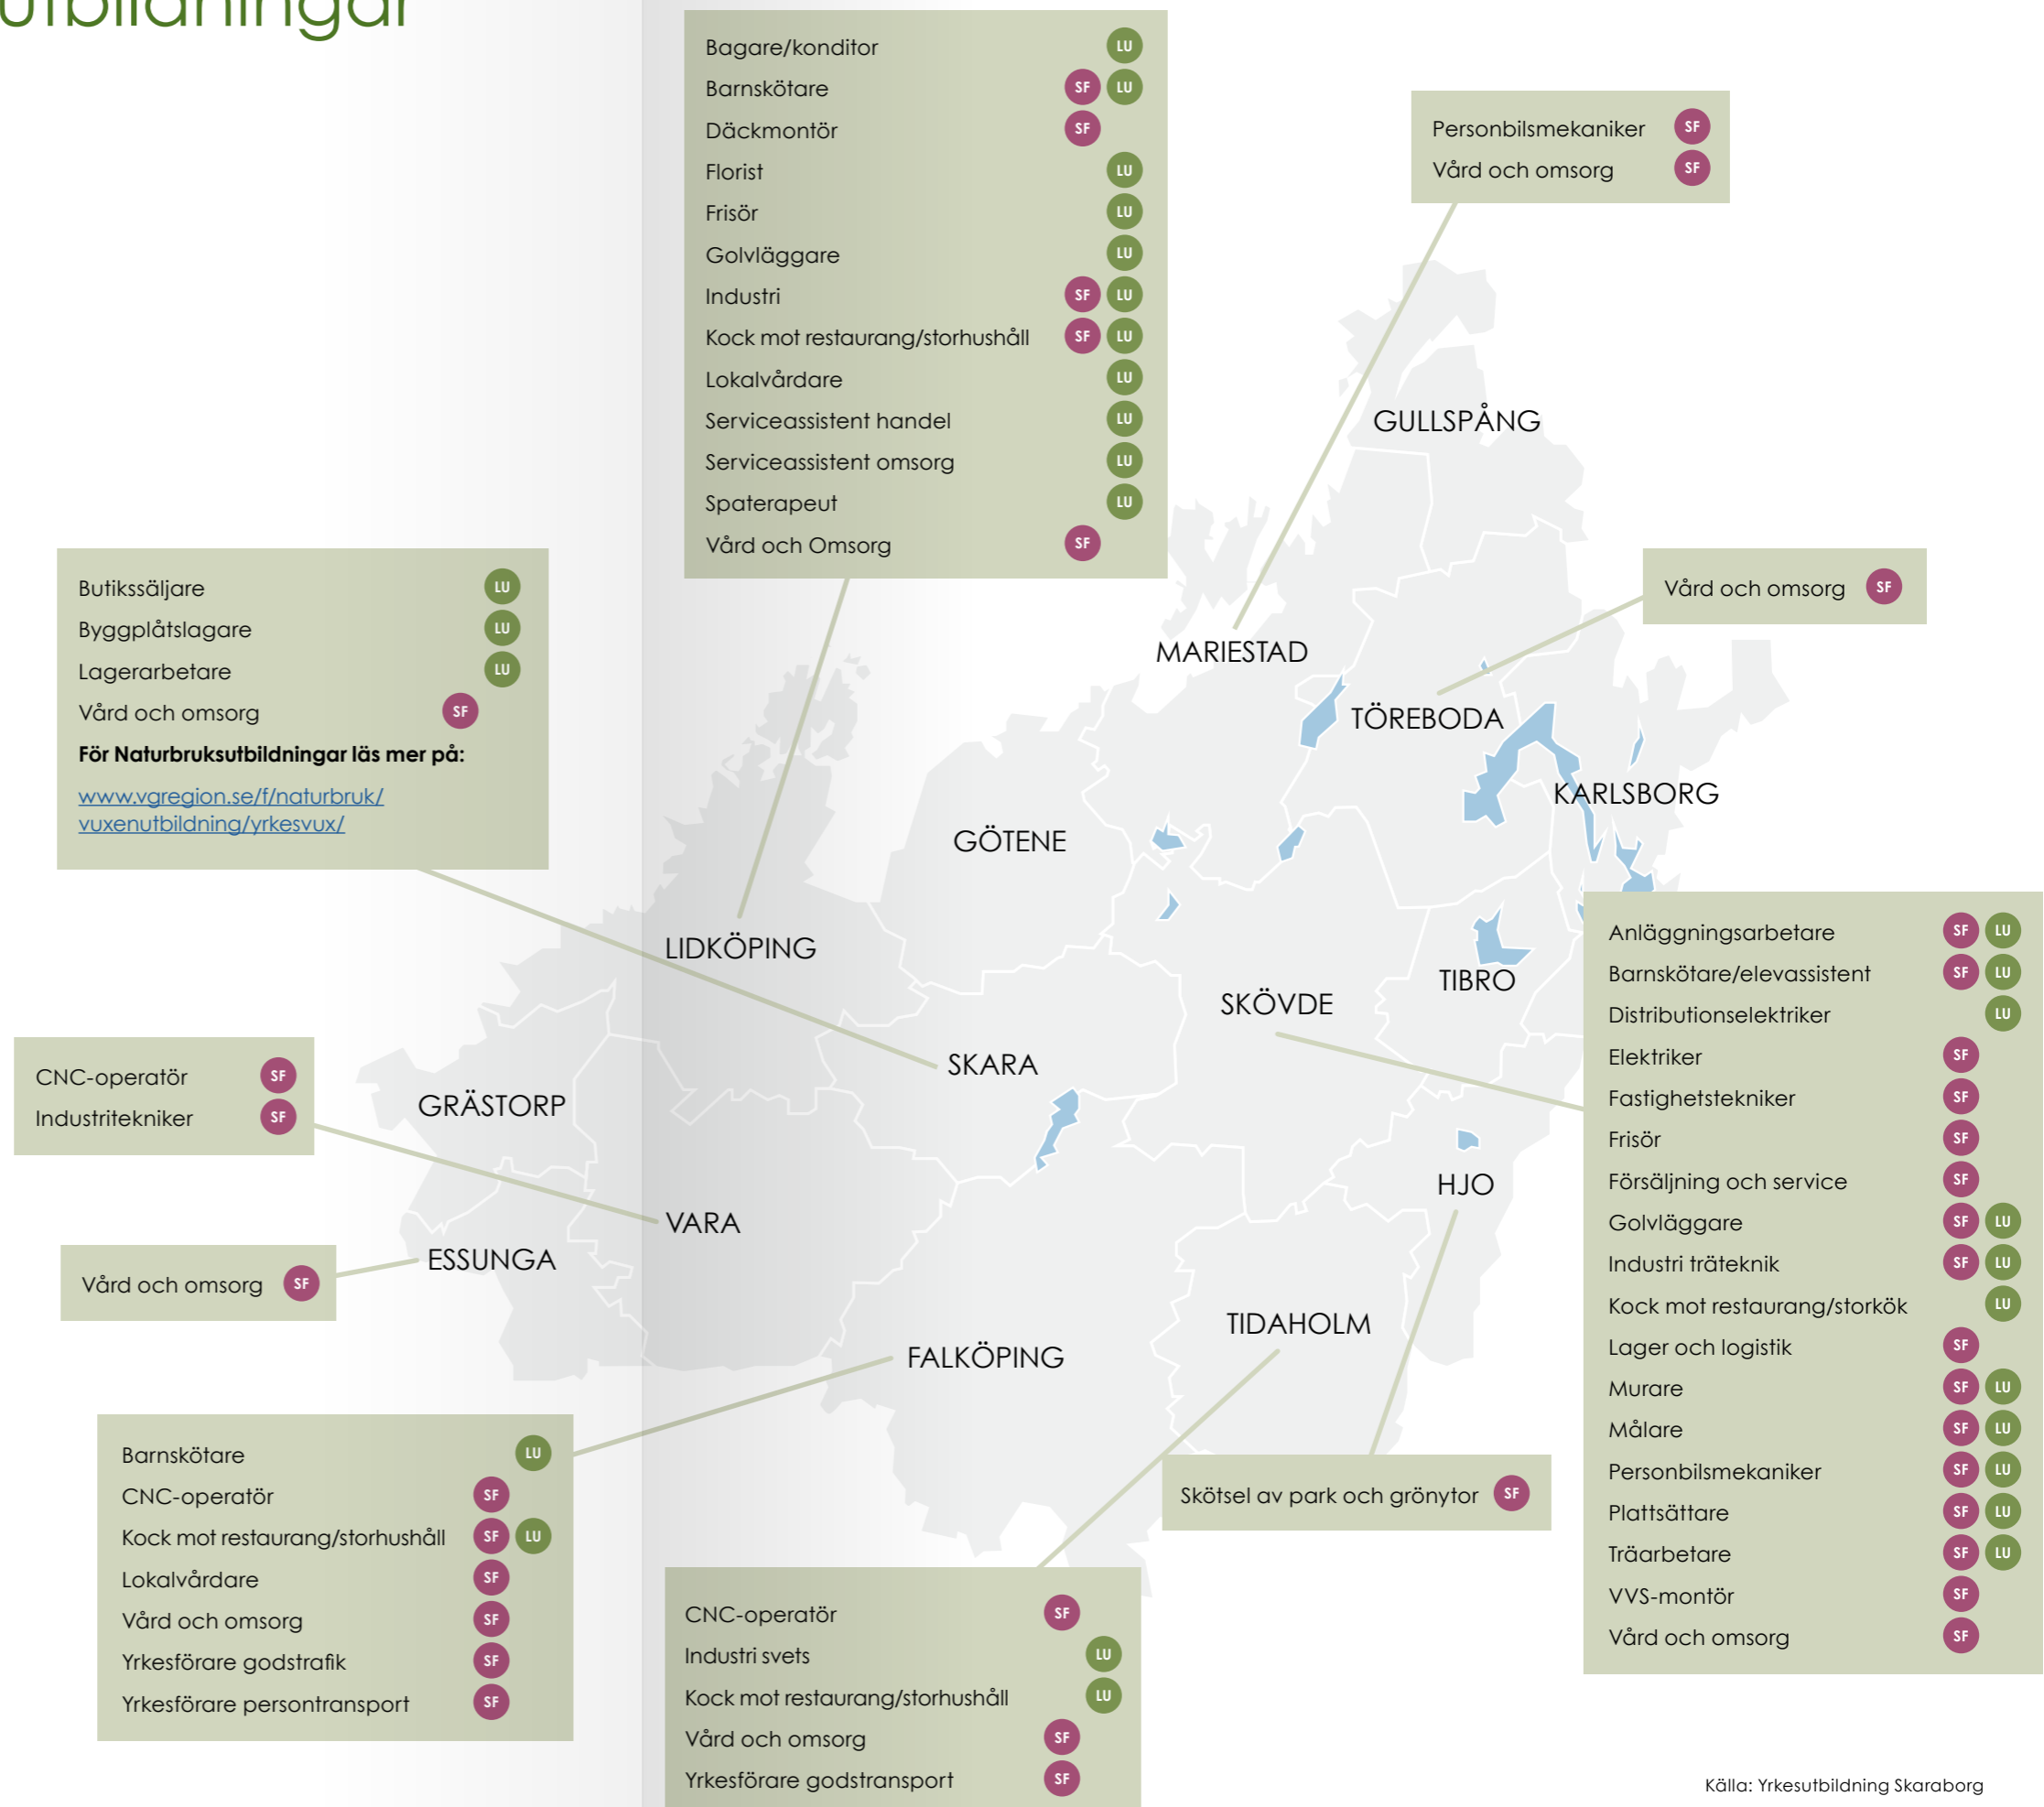 utbildningar
Bagare/konditor LU
Barnskötare SF LU
Däckmontör SF
Florist LU
Frisör LU
Golvläggare LU
Industri SF LU
Kock mot restaurang/storhushåll SF LU
Lokalvårdare LU
Serviceassistent handel LU
Serviceassistent omsorg LU
Spaterapeut LU
Vård och Omsorg SF
Personbilsmekaniker SF
Vård och omsorg SF
GULLSPÅNG
Butikssäljare LU
Byggplåtslagare LU
Lagerarbetare LU
Vård och omsorg SF
För Naturbruksutbildningar läs mer på:
www.vgregion.se/f/naturbruk/
vuxenutbildning/yrkesvux/
Vård och omsorg SF
MARIESTAD
TÖREBODA
KARLSBORG
GÖTENE
LIDKÖPING
TIBRO
SKÖVDE
SKARA
CNC-operatör SF
Industritekniker SF
GRÄSTORP
HJO
VARA
ESSUNGA
Vård och omsorg SF
TIDAHOLM
FALKÖPING
Anläggningsarbetare SF LU
Barnskötare/elevassistent SF LU
Distributionselektriker LU
Elektriker SF
Fastighetstekniker SF
Frisör SF
Försäljning och service SF
Golvläggare SF LU
Industri träteknik SF LU
Kock mot restaurang/storkök LU
Lager och logistik SF
Murare SF LU
Målare SF LU
Personbilsmekaniker SF LU
Plattsättare SF LU
Träarbetare SF LU
VVS-montör SF
Vård och omsorg SF
Barnskötare LU
CNC-operatör SF
Kock mot restaurang/storhushåll SF LU
Lokalvårdare SF
Vård och omsorg SF
Yrkesförare godstrafik SF
Yrkesförare persontransport SF
Skötsel av park och grönytor SF
CNC-operatör SF
Industri svets LU
Kock mot restaurang/storhushåll LU
Vård och omsorg SF
Yrkesförare godstransport SF
Källa: Yrkesutbildning Skaraborg